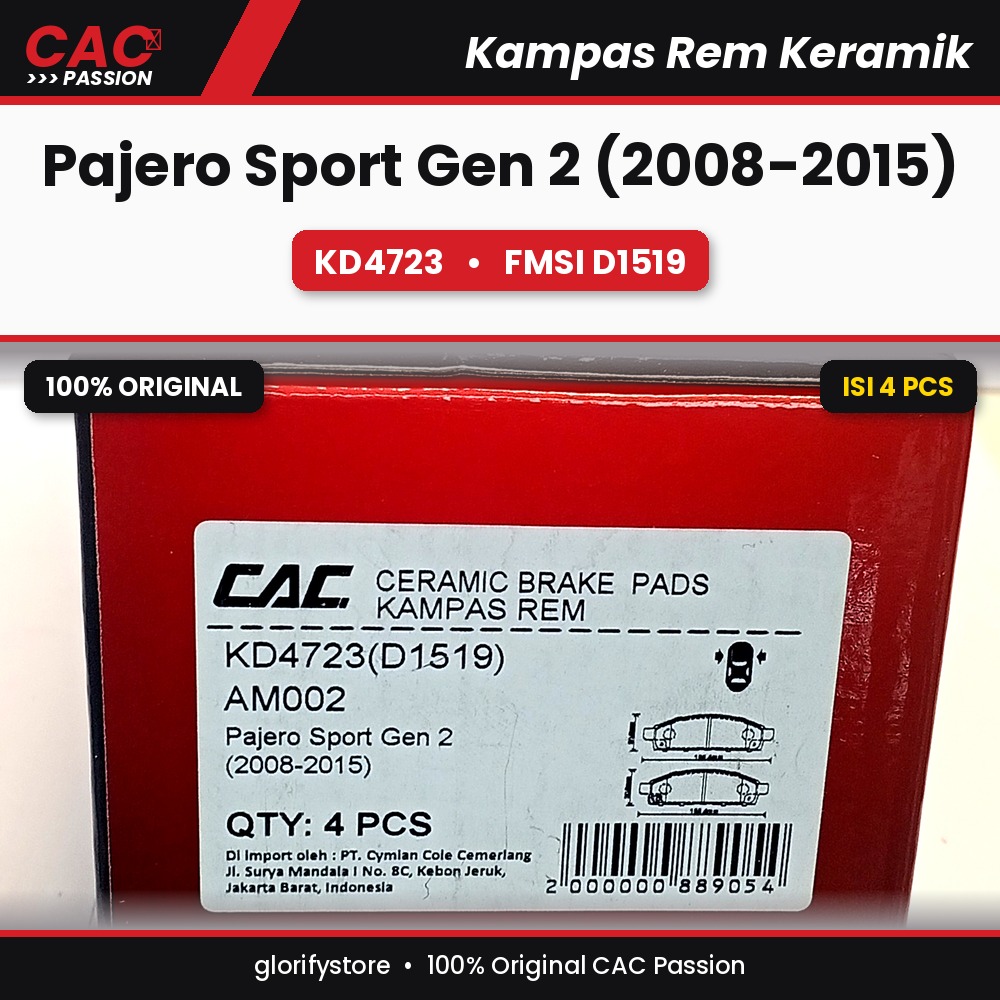 CAC
>>> PASSION
Kampas Rem Keramik
Pajero Sport Gen 2 (2008-2015)
KD4723 • FMSI D1519
100% ORIGINAL
ISI 4 PCS
CAC
CERAMIC BRAKE PADS
KAMPAS REM
KD4723(D1519)
AM002
Pajero Sport Gen 2
(2008-2015)
QTY: 4 PCS
Di import oleh : PT. Cymian Cole Cemerlang
Jl. Surya Mandala I No. 8C, Kebon Jeruk,
Jakarta Barat, Indonesia
2 000000 889054
glorifystore • 100% Original CAC Passion